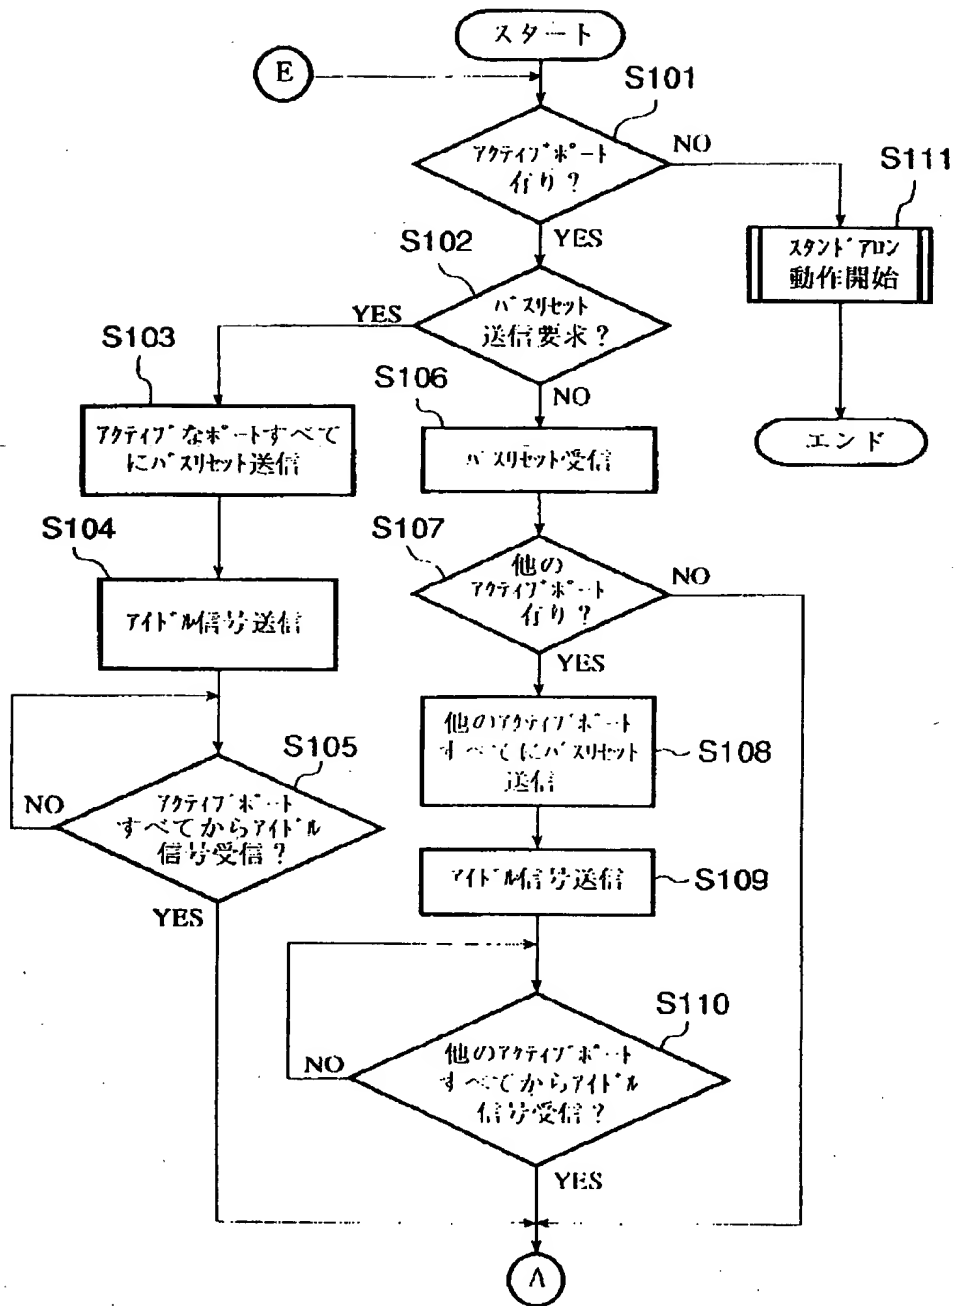 スタート
E
S101
アクティブポート
有り?
NO
YES
S111
スタンドアロン
動作開始
エンド
S102
バスリセット
送信要求?
YES
NO
S103
アクティブなポートすべて
にバスリセット送信
S106
バスリセット受信
S104
アイドル信号送信
S107
他の
アクティブポート
有り?
NO
YES
S105
アクティブポート
すべてからアイドル
信号受信?
NO
YES
他のアクティブポート
すべてにバスリセット
送信
S108
アイドル信号送信
S109
S110
他のアクティブポート
すべてからアイドル
信号受信?
NO
YES
A